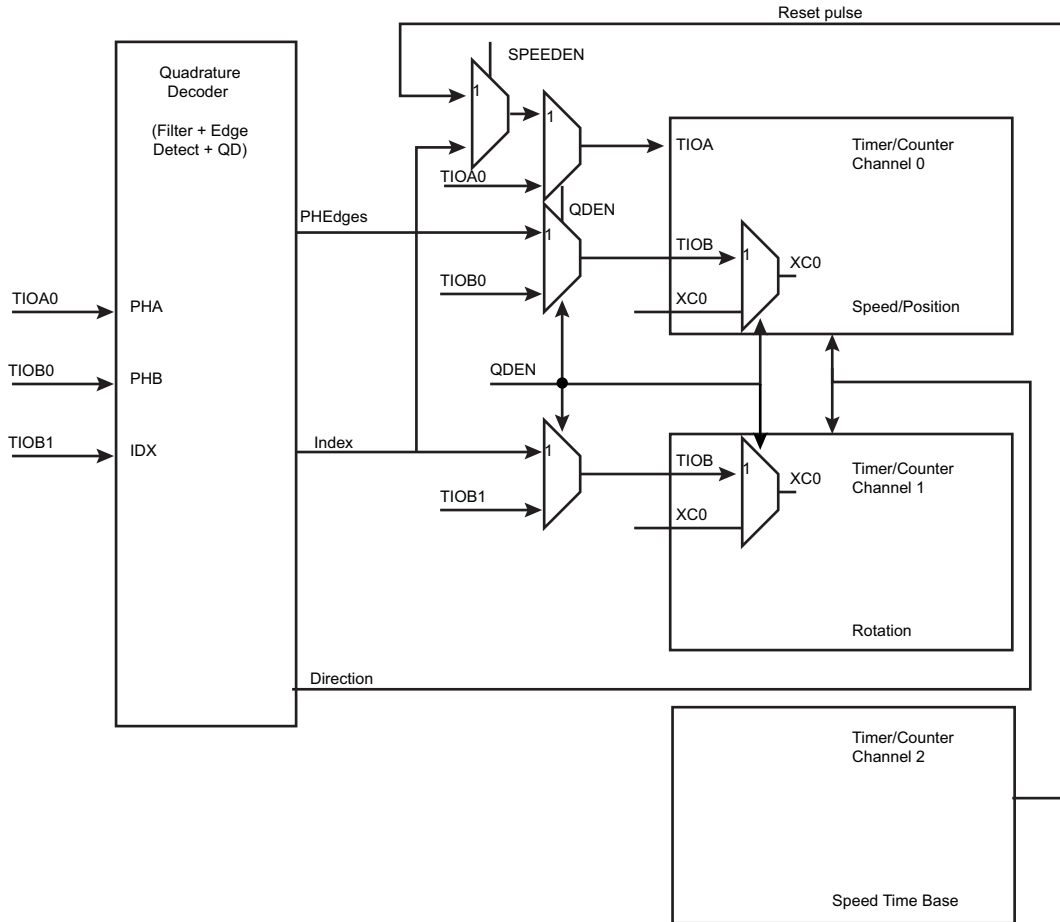 Reset pulse
SPEEDEN
Quadrature
Decoder
(Filter + Edge
Detect + QD)
1
1
TIOA
Timer/Counter
Channel 0
TIOA0
QDEN
PHEdges
1
TIOB
1
XC0
TIOB0
XC0
Speed/Position
TIOA0
PHA
TIOB0
PHB
QDEN
TIOB1
IDX
Index
1
TIOB
1
XC0
Timer/Counter
Channel 1
TIOB1
XC0
Rotation
Direction
Timer/Counter
Channel 2
Speed Time Base